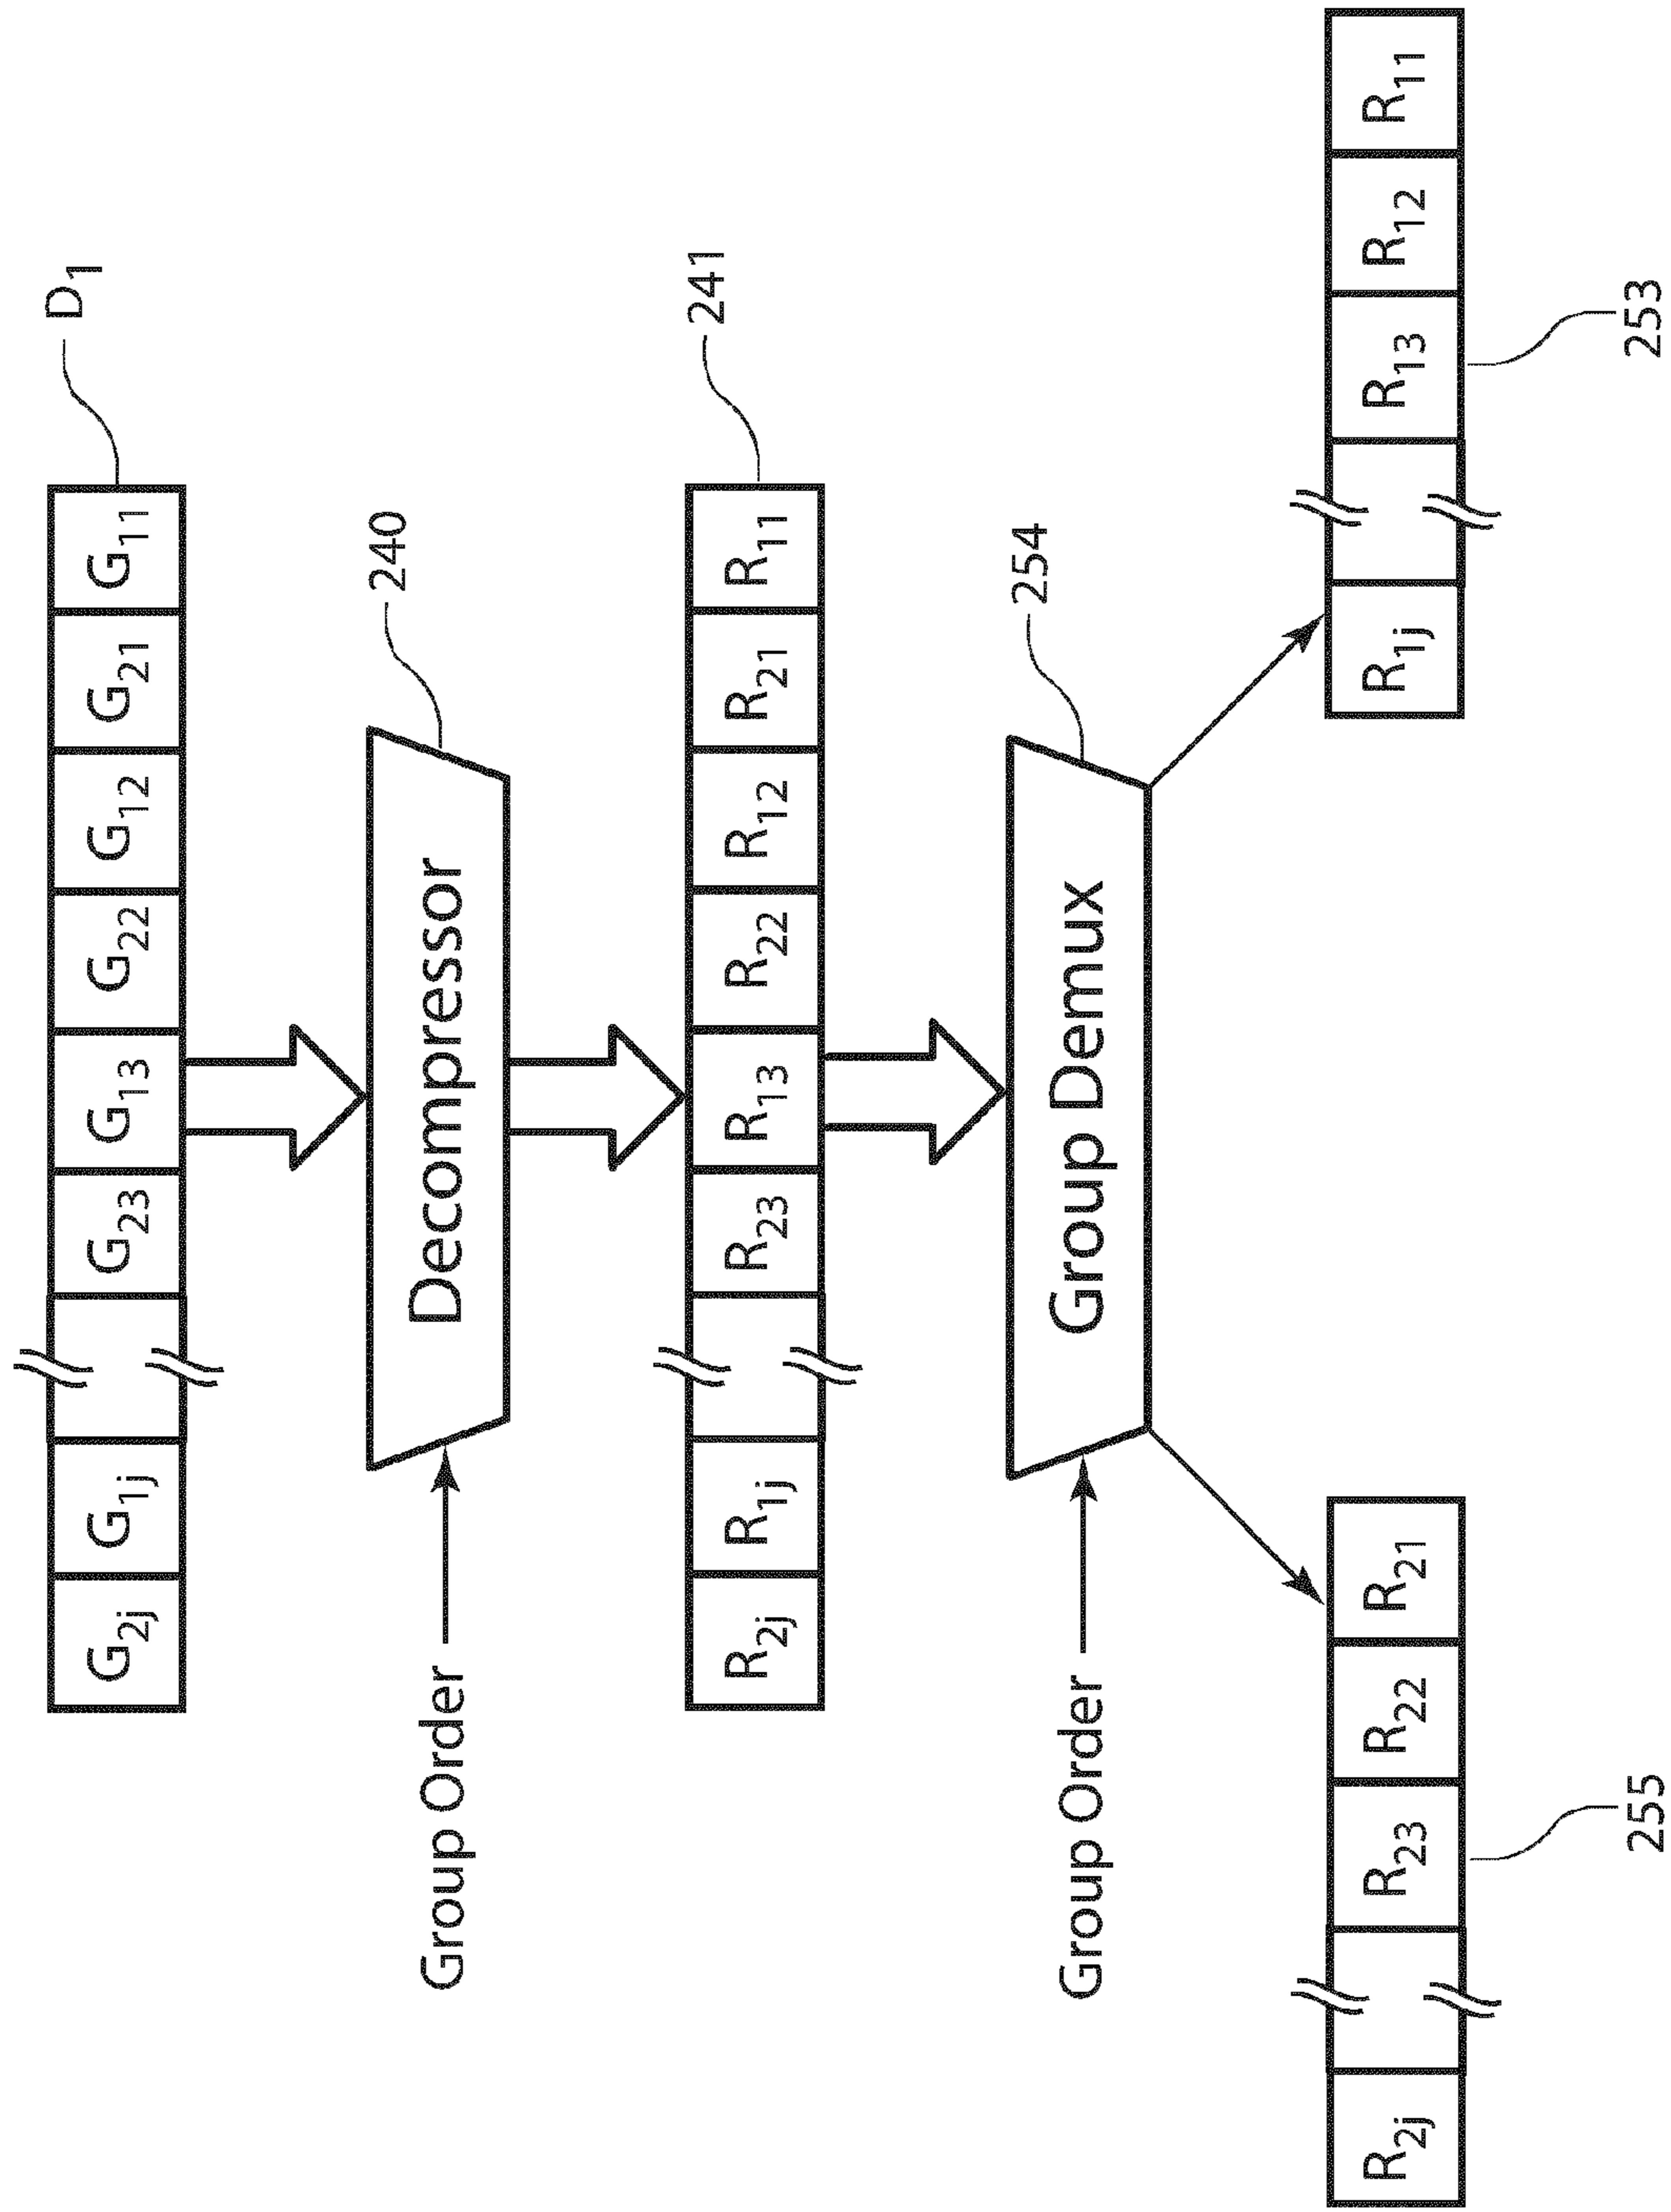 D₁
G₂ⱼ G₁ⱼ G₂₃ G₁₃ G₂₂ G₁₂ G₂₁ G₁₁
240
Group Order Decompressor
241
R₂ⱼ R₁ⱼ R₂₃ R₁₃ R₂₂ R₁₂ R₂₁ R₁₁
254
Group Order Group Demux
R₂ⱼ R₂₃ R₂₂ R₂₁ R₁ⱼ R₁₃ R₁₂ R₁₁
255 253